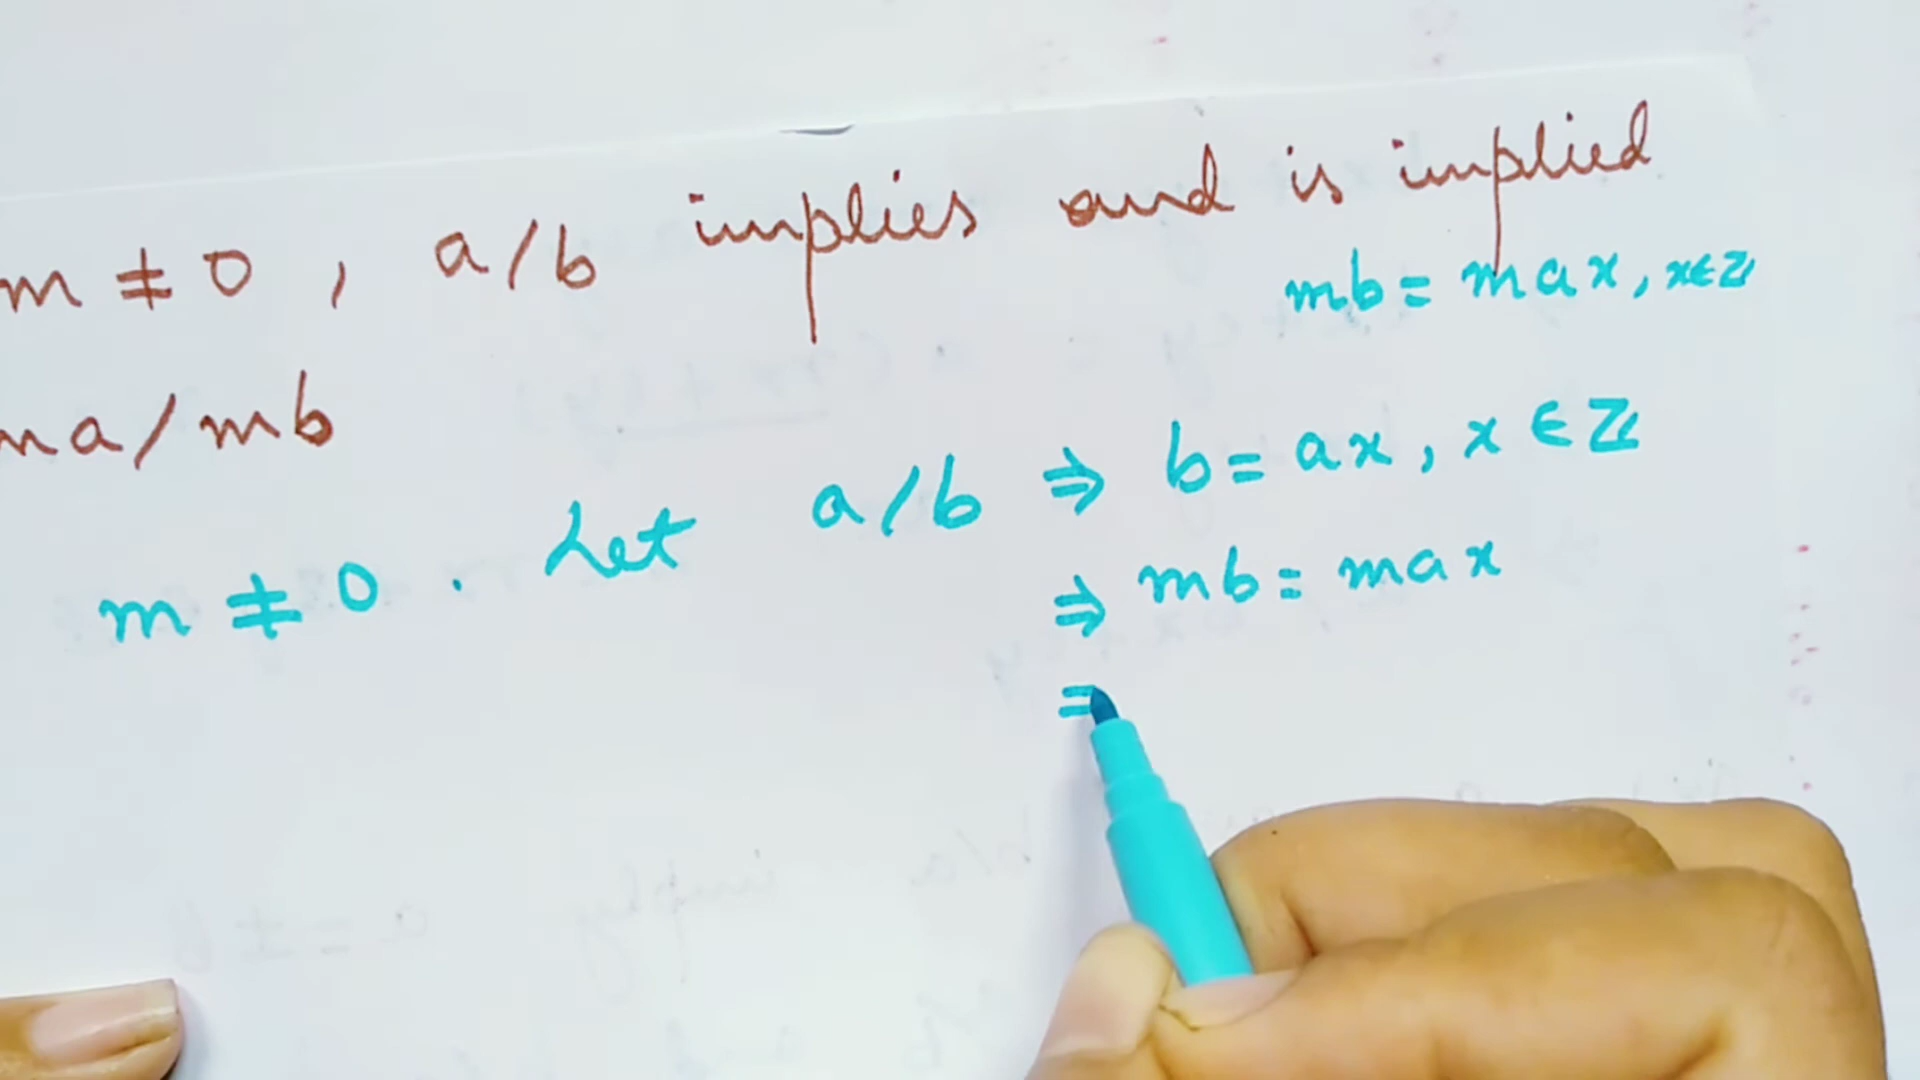 m ≠ 0 , a/b implies and is implied
mb = max, x∈Z
ma/mb
m ≠ 0 . Let a/b ⇒ b = ax, x ∈ Z
⇒ mb = max
=